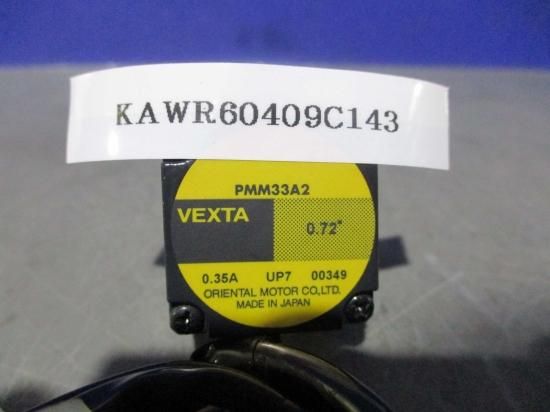 KAWR60409C143
PMM33A2
VEXTA
0.72°
0.35A UP7 00349
ORIENTAL MOTOR CO.,LTD.
MADE IN JAPAN